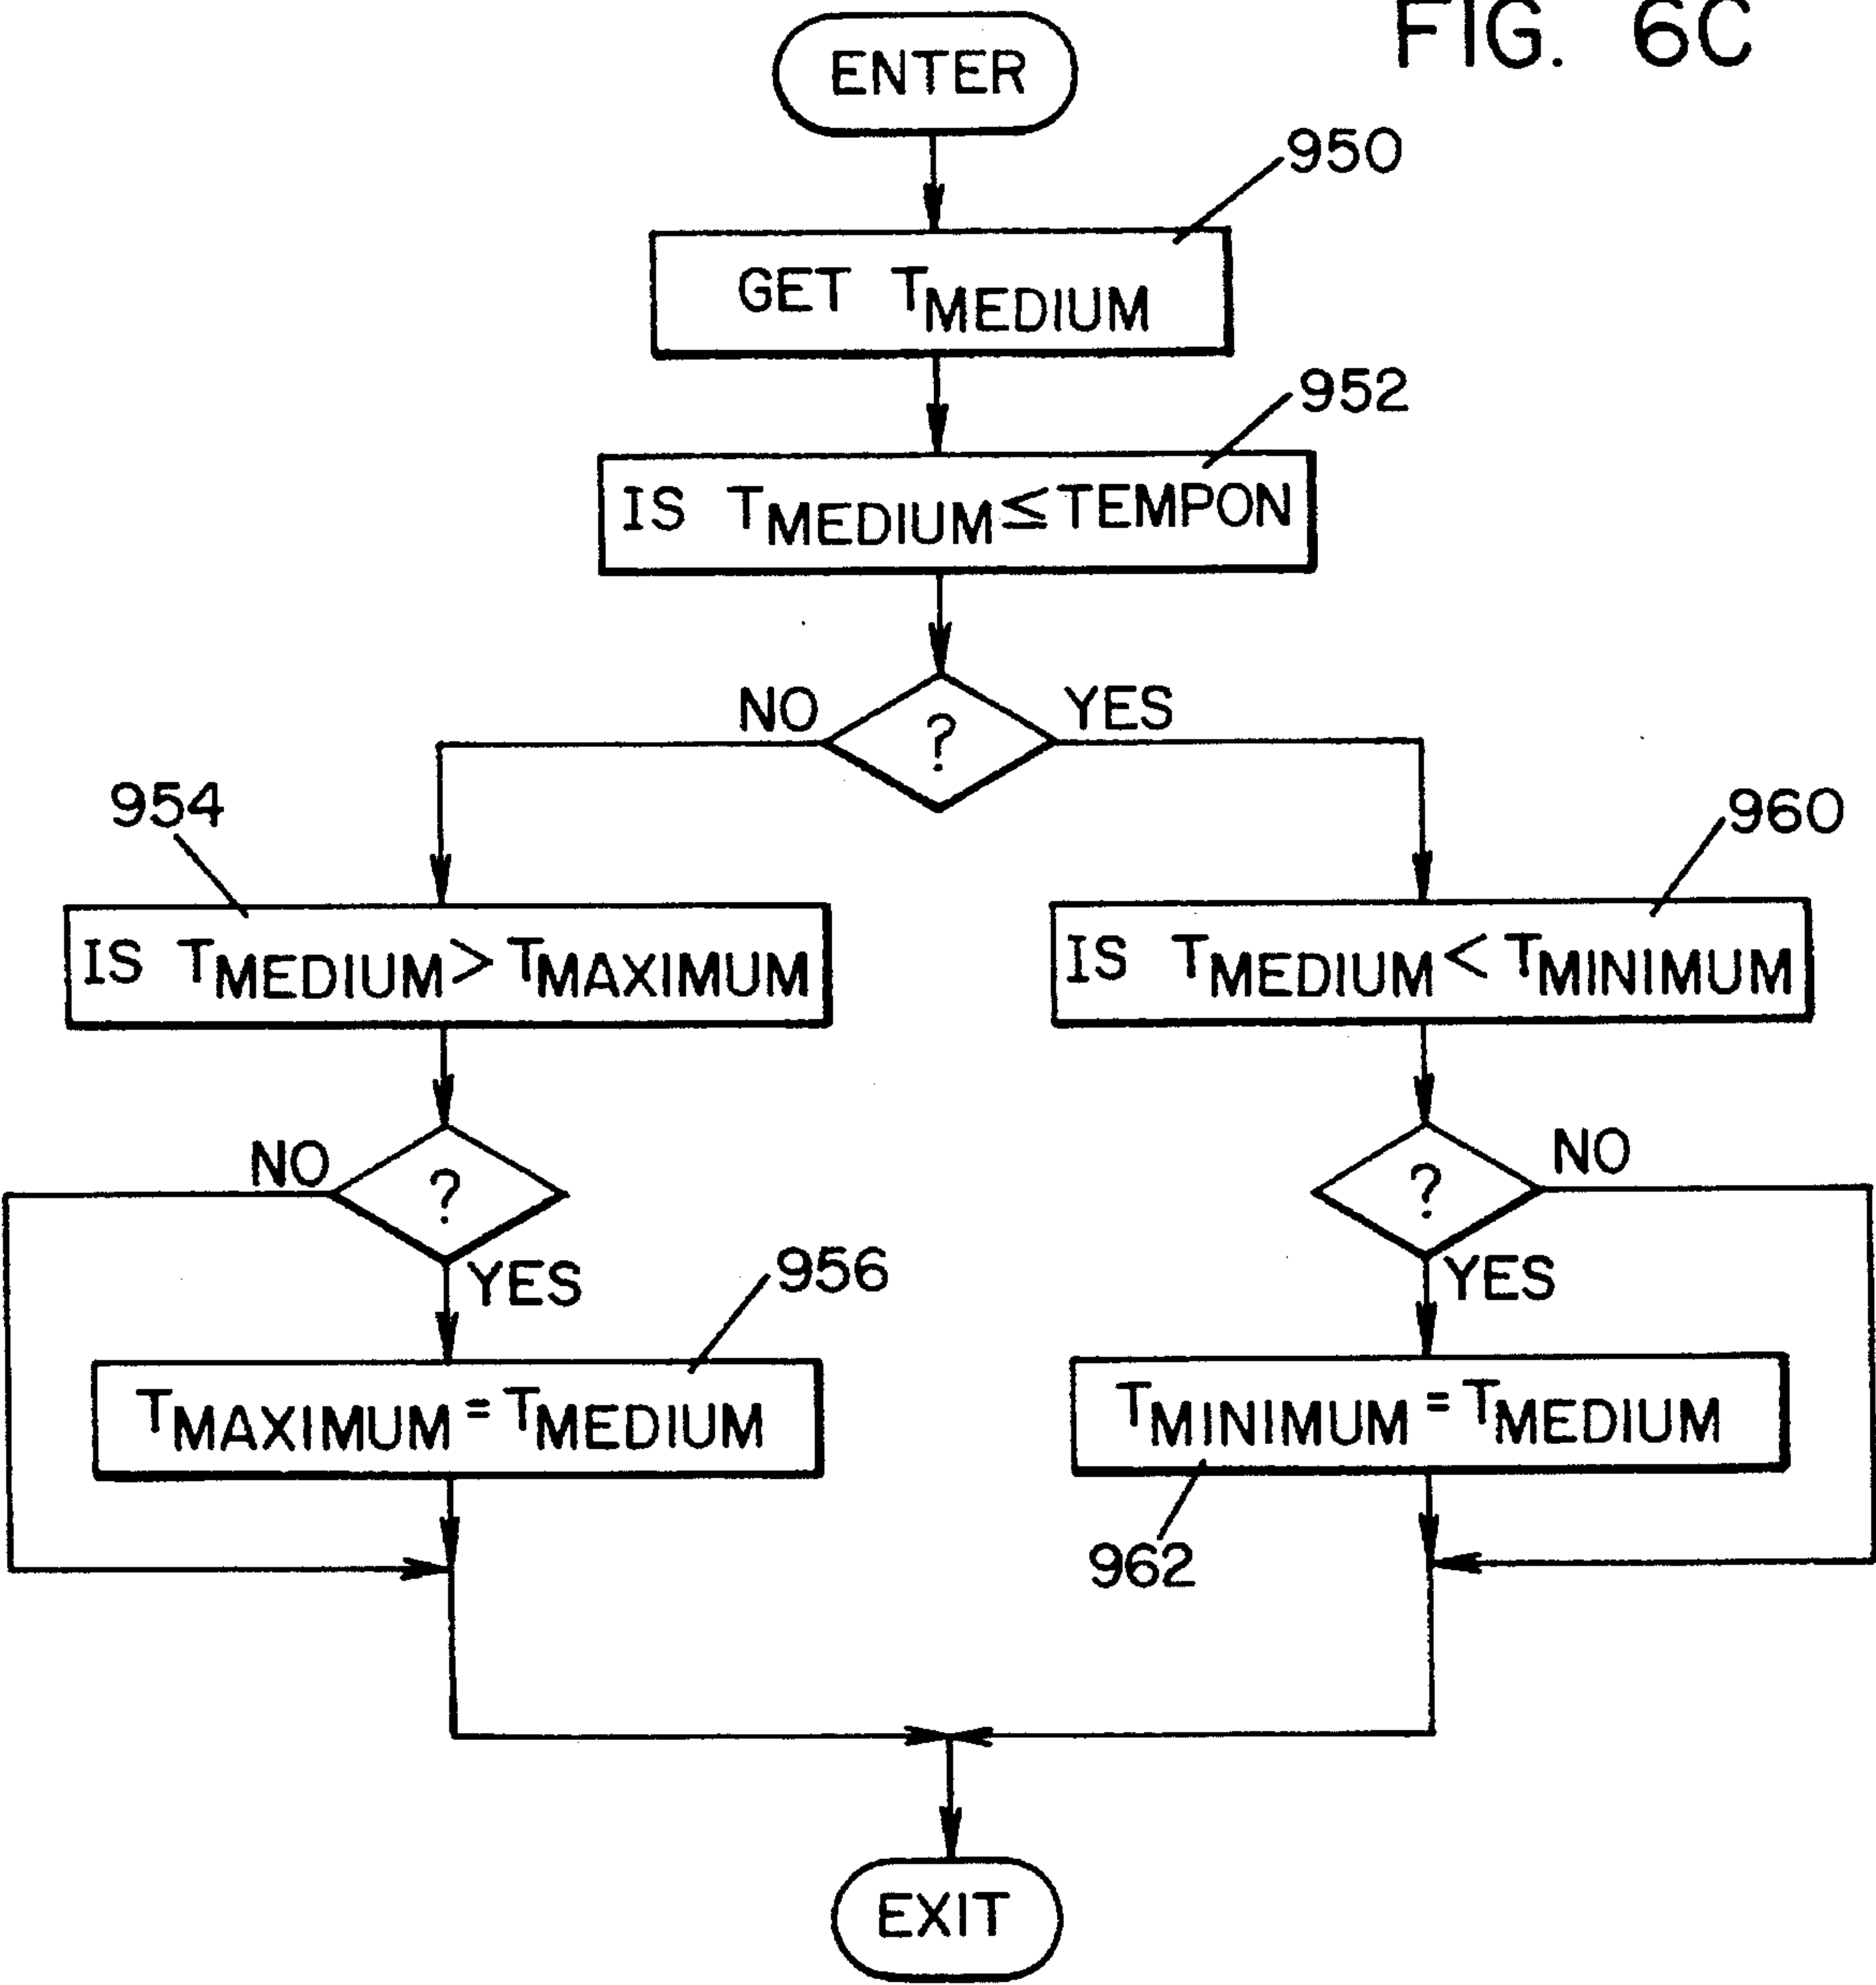 FIG. 6C
ENTER
950
GET TMEDIUM
952
IS TMEDIUM≤TEMPON
NO
?
YES
954
960
IS TMEDIUM> TMAXIMUM
IS TMEDIUM< TMINIMUM
NO
?
YES
?
NO
YES
956
TMAXIMUM=TMEDIUM
TMINIMUM=TMEDIUM
962
EXIT